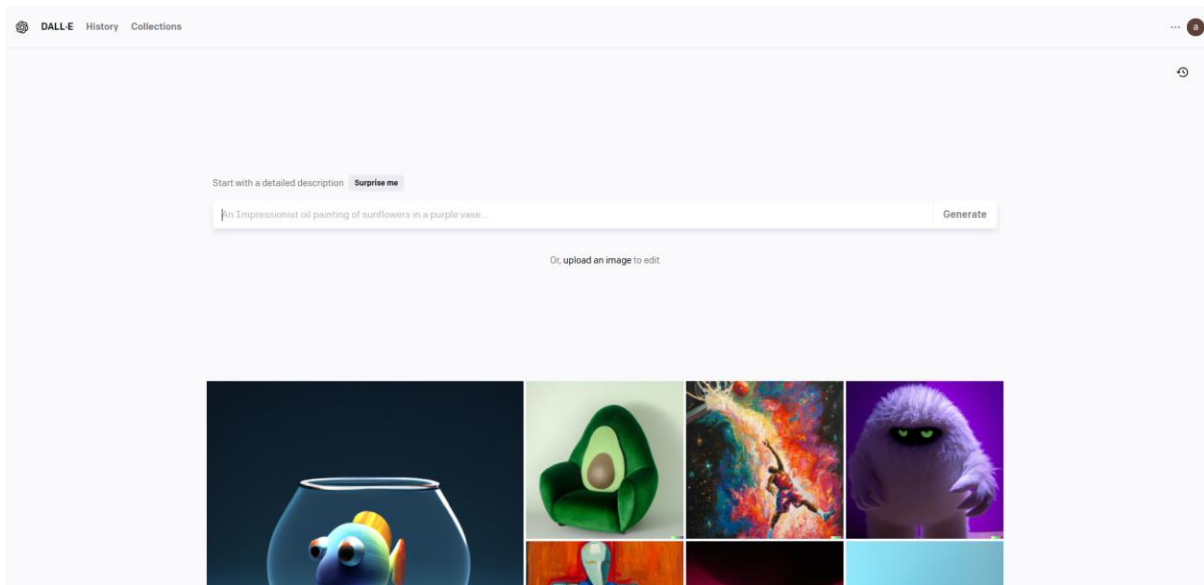 DALL·E History Collections
a
Start with a detailed description Surprise me
An Impressionist oil painting of sunflowers in a purple vase...
Generate
Or, upload an image to edit